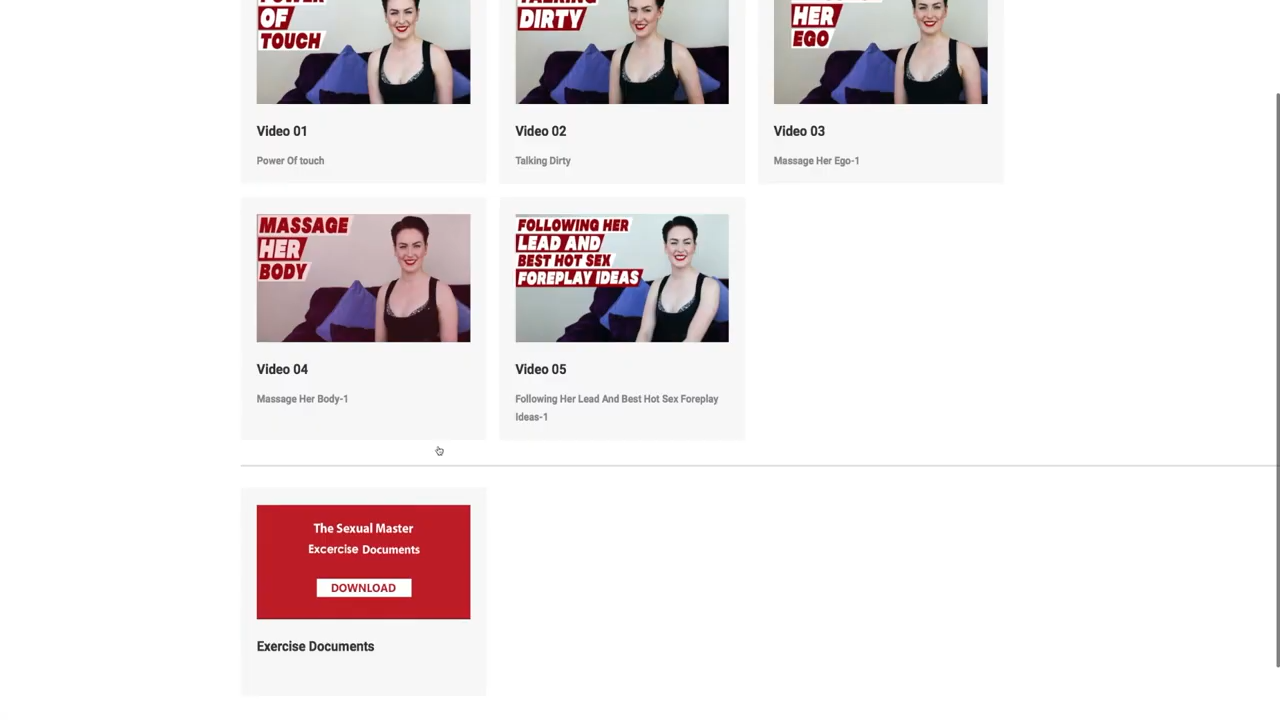 OF
TOUCH
TALKING
DIRTY
HER
EGO
Video 01
Video 02
Video 03
Power Of touch
Talking Dirty
Massage Her Ego-1
MASSAGE
HER
BODY
FOLLOWING HER
LEAD AND
BEST HOT SEX
FOREPLAY IDEAS
Video 04
Video 05
Massage Her Body-1
Following Her Lead And Best Hot Sex Foreplay
Ideas-1
The Sexual Master
Excercise Documents
DOWNLOAD
Exercise Documents